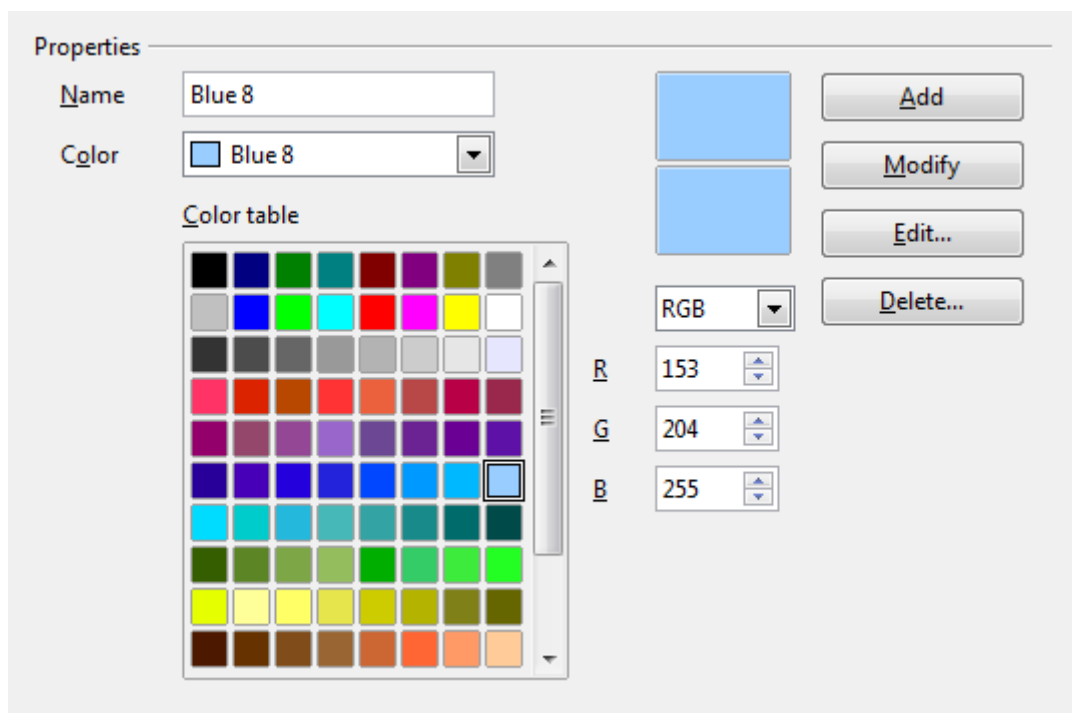 Properties
Name
Blue 8
Add
Color
Blue 8
Modify
Color table
Edit...
RGB
Delete...
R
153
G
204
B
255